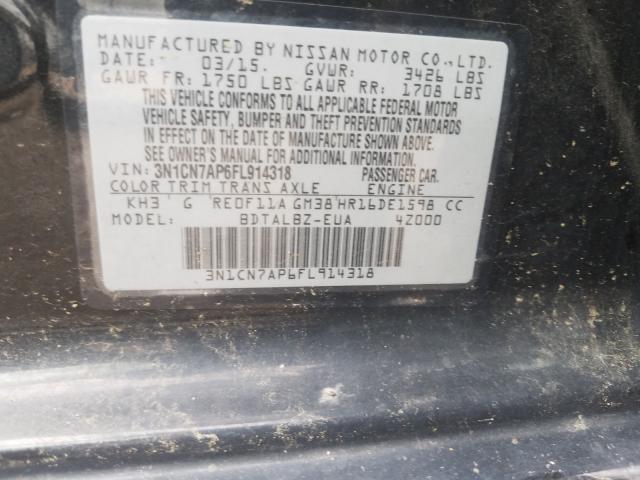 MANUFACTURED BY NISSAN MOTOR CO.,LTD.
DATE: 03/15. GVWR: 3426 LBS
GAWR FR: 1750 LBS GAWR RR: 1708 LBS
THIS VEHICLE CONFORMS TO ALL APPLICABLE FEDERAL MOTOR
VEHICLE SAFETY, BUMPER AND THEFT PREVENTION STANDARDS
IN EFFECT ON THE DATE OF MANUFACTURE SHOWN ABOVE.
SEE OWNER'S MANUAL FOR ADDITIONAL INFORMATION.
VIN: 3N1CN7AP6FL914318 PASSENGER CAR.
COLOR TRIM TRANS AXLE ENGINE
KH3 G RE0F11A GM38 HR16DE1598 CC
MODEL: BDTALBZ-EUA 4Z000
3N1CN7AP6FL914318